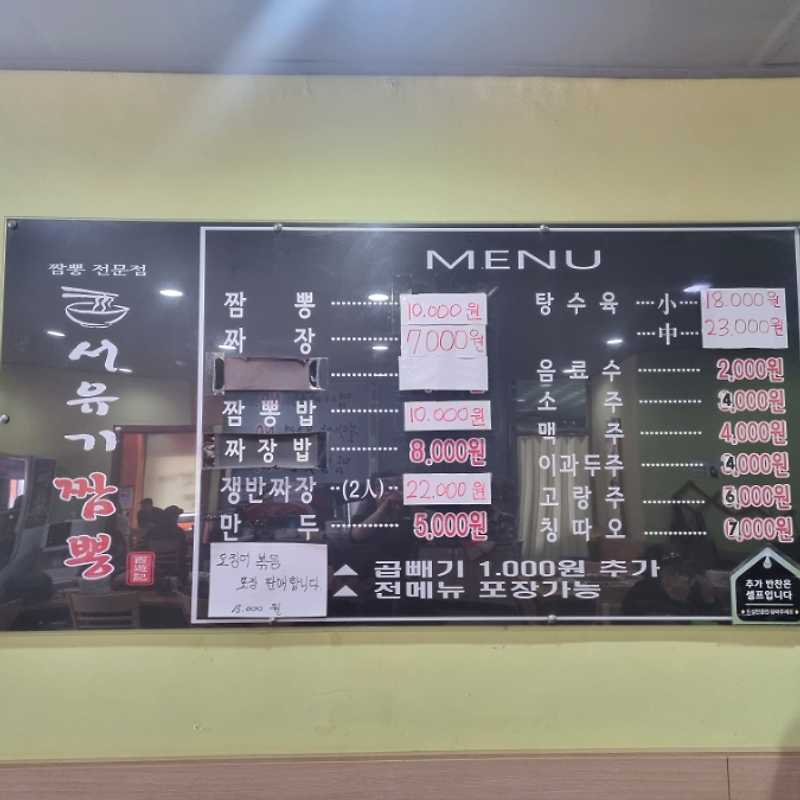 짬뽕 전문점
서유기
짬뽕
西遊記
MENU
짬 뽕 10.000원
짜 장 7000원
짬뽕밥 10.000원
짜장밥 8,000원
쟁반짜장 (2人) 22.000원
만 두 5,000원
오징어 볶음
포장 판매합니다
원
탕수육 小 18.000원
中 23,000원
음료수 2,000원
소 주 4,000원
맥 주 4,000원
이과두주 4,000원
고량주 6,000원
칭따오 7,000원
▲ 곱빼기 1.000원 추가
▲ 전메뉴 포장가능
추가 반찬은
셀프입니다